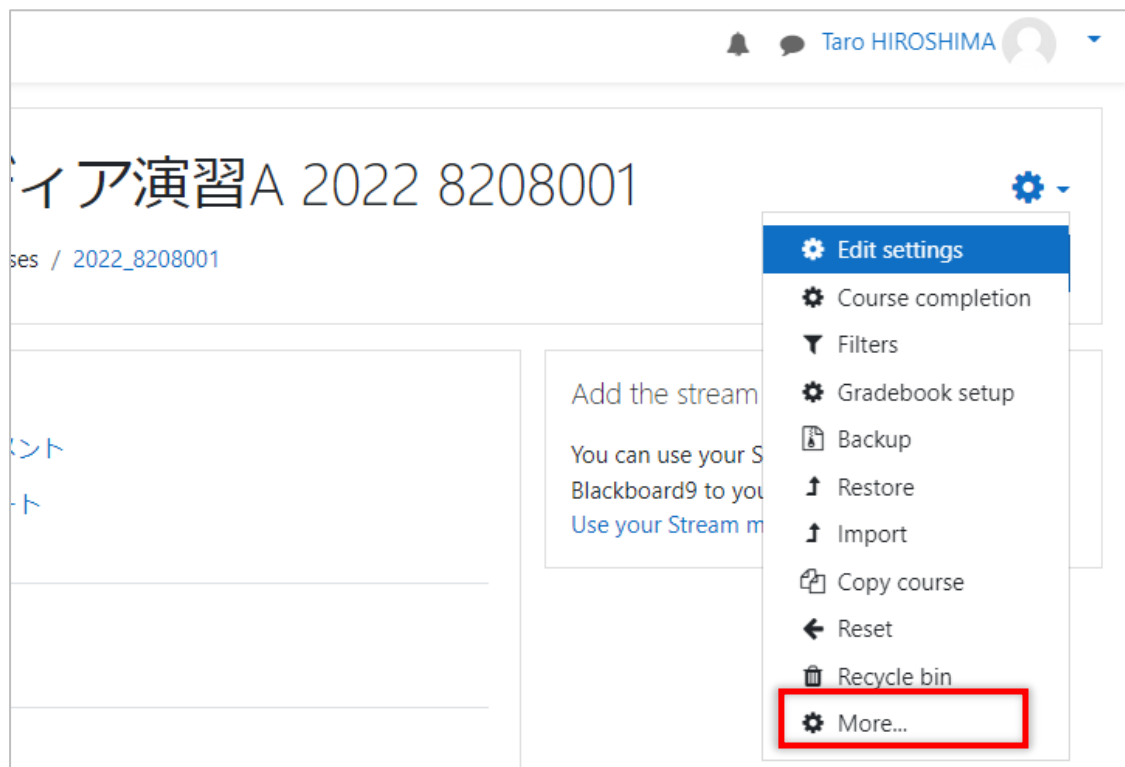 Taro HIROSHIMA
ディア演習A 2022 8208001
ses / 2022_8208001
Edit settings
Course completion
Filters
Gradebook setup
Backup
Restore
Import
Copy course
Reset
Recycle bin
More...
メント
ート
Add the stream
You can use your S
Blackboard9 to you
Use your Stream m